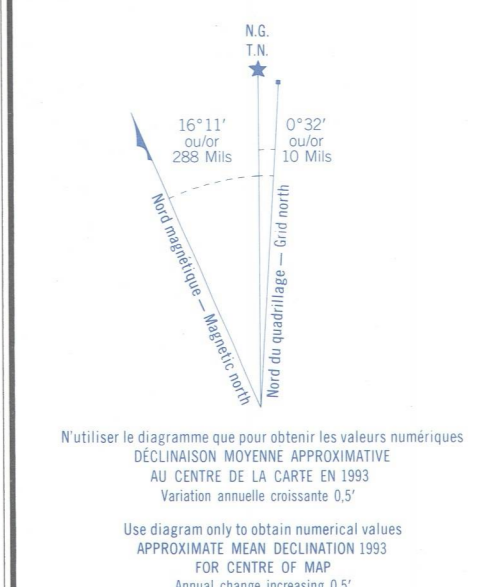 N.G.
T.N.
16°11′
ou/or
288 Mils
0°32′
ou/or
10 Mils
Nord magnétique — Magnetic north
Nord du quadrillage — Grid north
N'utiliser le diagramme que pour obtenir les valeurs numériques
DÉCLINAISON MOYENNE APPROXIMATIVE
AU CENTRE DE LA CARTE EN 1993
Variation annuelle croissante 0,5′
Use diagram only to obtain numerical values
APPROXIMATE MEAN DECLINATION 1993
FOR CENTRE OF MAP
Annual change increasing 0.5′